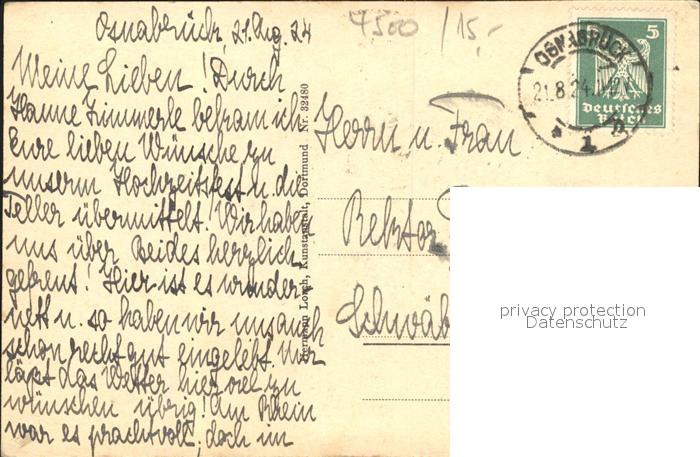 Osnabrück, 21. Aug. 24
7500 /15,-
Meine Lieben! Durch
Hanne Zimmerle bekam ich
Eure lieben Wünsche zu
unserm Hochzeitsfest u. die
Teller übermittelt. Wir haben
uns über Beides herzlich
gefreut! Hier ist es wunder-
nett u. so haben wir uns auch
schon recht gut eingelebt. Nur
läßt das Wetter hier viel zu
wünschen übrig! Am Rhein
war es prachtvoll, doch im
Hermann Lorch, Kunstanstalt, Dortmund Nr. 32480
Herrn u. Frau
Rektor
Schwäb
5 5
OSNABRÜCK
21.8.24.
* 1 n
Deutsches
Reich
privacy protection
Datenschutz